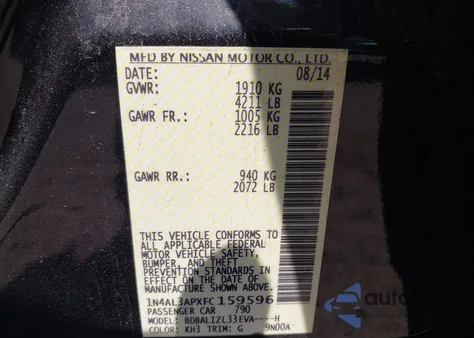 MFD BY NISSAN MOTOR CO., LTD.
DATE: 08/14
GVWR: 1910 KG
4211 LB
GAWR FR.: 1005 KG
2216 LB
GAWR RR.: 940 KG
2072 LB
THIS VEHICLE CONFORMS TO
ALL APPLICABLE FEDERAL
MOTOR VEHICLE SAFETY,
BUMPER, AND THEFT
PREVENTION STANDARDS IN
EFFECT ON THE DATE OF
MANUFACTURE SHOWN ABOVE.
1N4AL3APXFC159596
PASSENGER CAR 790
MODEL: BDBALIZL33EVA----H
COLOR: KH3 TRIM: G 9N00A